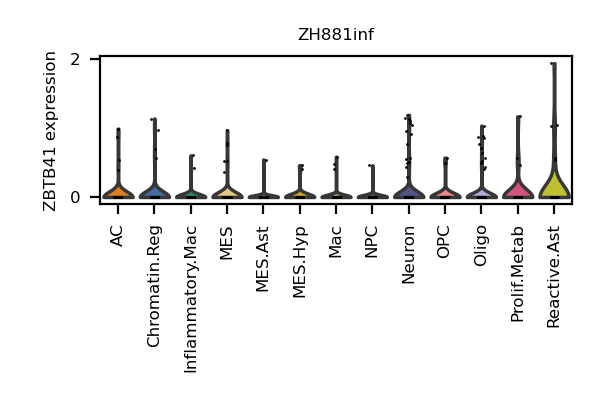 ZH881inf
ZBTB41 expression
2
0
AC
Chromatin.Reg
Inflammatory.Mac
MES
MES.Ast
MES.Hyp
Mac
NPC
Neuron
OPC
Oligo
Prolif.Metab
Reactive.Ast